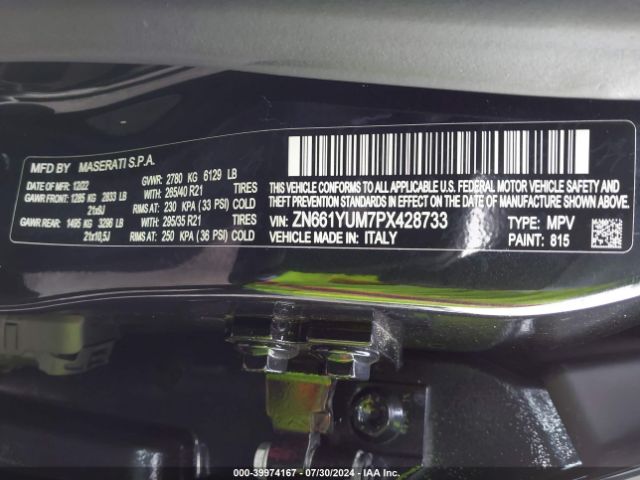 MFD BY MASERATI S.P.A.
DATE OF MFD: 12/22 GVWR: 2780 KG 6129 LB
GAWR FRONT: 1285 KG 2833 LB WITH: 285/40 R21 TIRES
21x9J RIMS AT: 230 KPA (33 PSI) COLD
GAWR REAR: 1495 KG 3296 LB WITH: 295/35 R21 TIRES
21x10,5J RIMS AT: 250 KPA (36 PSI) COLD
THIS VEHICLE CONFORMS TO ALL APPLICABLE U.S. FEDERAL MOTOR VEHICLE SAFETY AND
THEFT PREVENTION STANDARDS IN EFFECT ON THE DATE OF MANUFACTURE SHOWN ABOVE
VIN: ZN661YUM7PX428733 TYPE: MPV
VEHICLE MADE IN: ITALY PAINT: 815
000-39974167 - 07/30/2024 - IAA Inc.